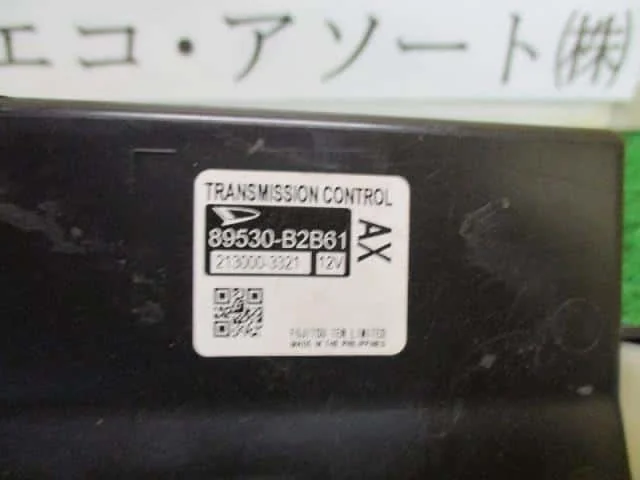 エコ・アソート㈱
TRANSMISSION CONTROL
89530-B2B61
213000-3321 12V
AX
FUJITSU TEN LIMITED
MADE IN THE PHILIPPINES